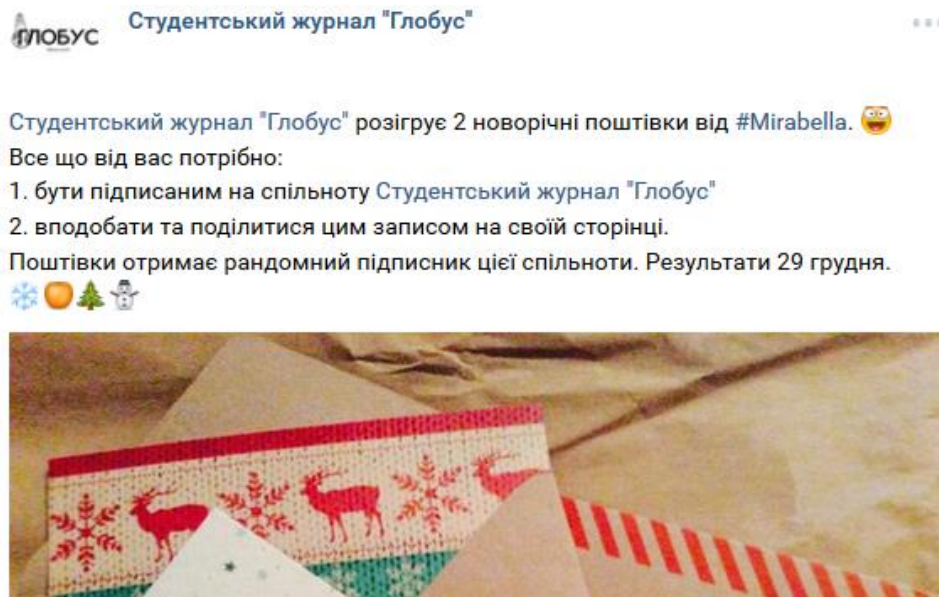 ГЛОБУС
Студентський журнал "Глобус"
Студентський журнал "Глобус" розігрує 2 новорічні поштівки від #Mirabella.
Все що від вас потрібно:
1. бути підписаним на спільноту Студентський журнал "Глобус"
2. вподобати та поділитися цим записом на своїй сторінці.
Поштівки отримає рандомний підписник цієї спільноти. Результати 29 грудня.